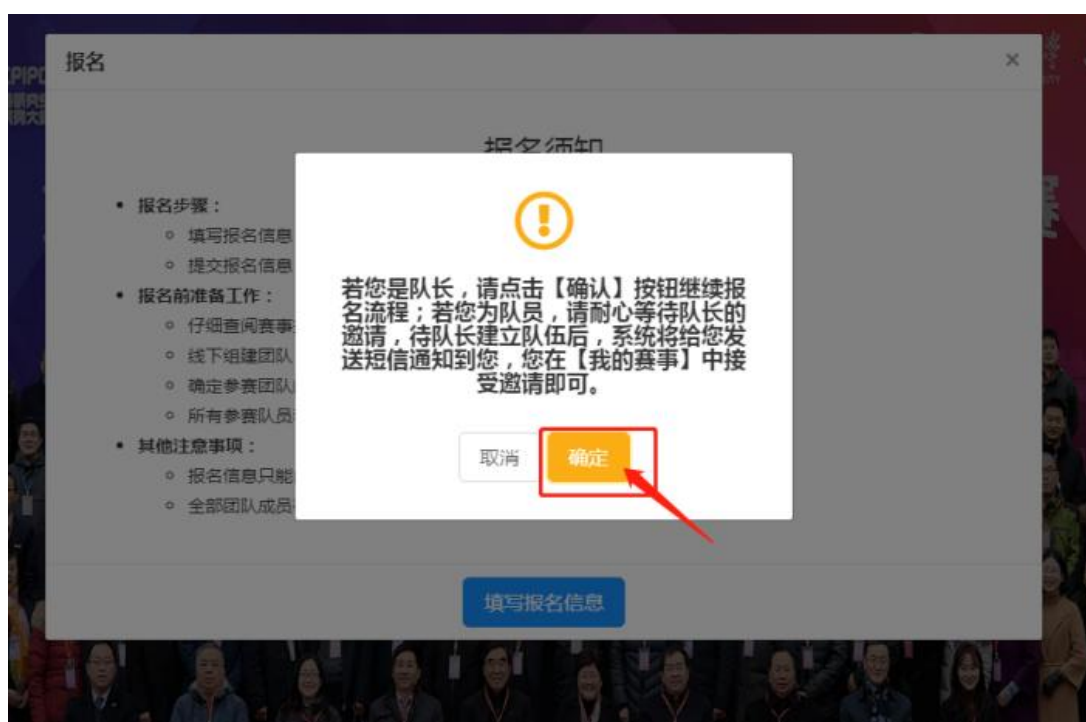 报名
×
报名须知
• 报名步骤：
填写报名信息
提交报名信息
• 报名前准备工作：
仔细查阅赛事
线下组建团队
确定参赛团队
所有参赛队员
• 其他注意事项：
报名信息只能
全部团队成员
若您是队长，请点击【确认】按钮继续报
名流程；若您为队员，请耐心等待队长的
邀请，待队长建立队伍后，系统将给您发
送短信通知到您，您在【我的赛事】中接
受邀请即可。
取消
确定
填写报名信息